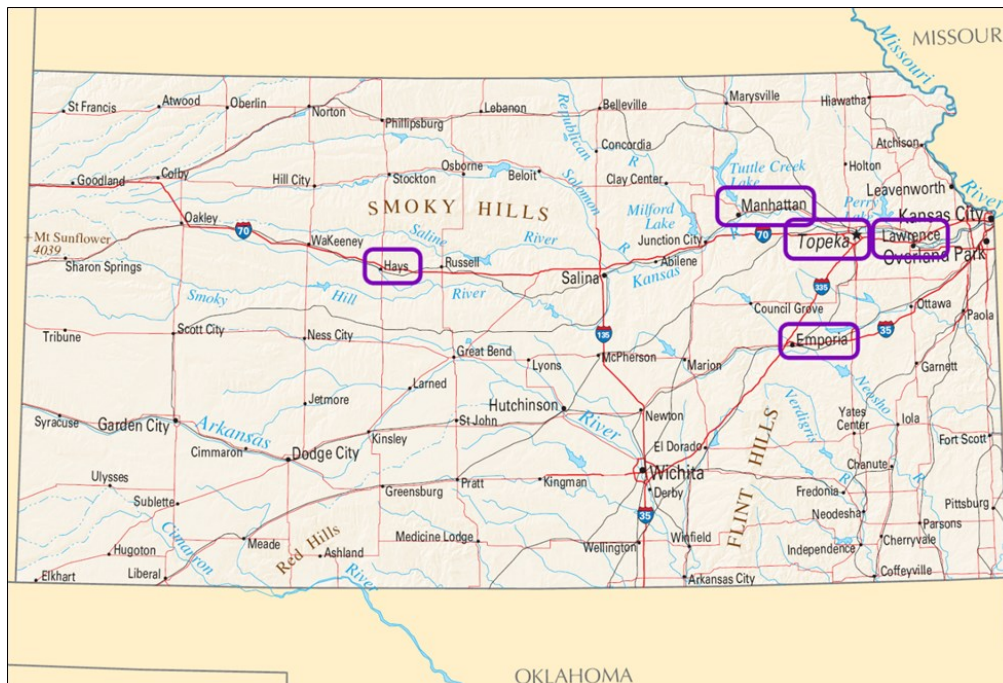 MISSOUR
Missouri
River
St Francis
Atwood
Oberlin
Norton
Phillipsburg
Lebanon
Belleville
Marysville
Hiawatha
Republican
R
Concordia
Atchison
Goodland
Colby
Hill City
Stockton
Osborne
Beloit
Clay Center
Tuttle Creek
Lake
Holton
Leavenworth
Solomon
R
SMOKY HILLS
Manhattan
Perry
Lake
Kansas City
Milford
Lake
Oakley
70
Mt Sunflower
4039
WaKeeney
Saline
River
Junction City
70
Topeka
Lawrence
Overland Park
Sharon Springs
Hays
Russell
Salina
Abilene
Kansas
Smoky
Hill
River
335
Council Grove
Ottawa
Paola
Tribune
Scott City
Ness City
Great Bend
135
Lyons
McPherson
Marion
Emporia
35
Garnett
Larned
Jetmore
Hutchinson
Newton
Neosho
R
Verdigris
R
Yates
Center
Iola
Syracuse
Garden City
Arkansas
River
St John
Kinsley
Cimmaron
Dodge City
El Dorado
FLINT HILLS
Fort Scott
Chanute
Wichita
Ulysses
Sublette
Greensburg
Pratt
Kingman
Derby
Fredonia
Neodesha
Pittsburg
35
Parsons
Cimarron
River
Hugoton
Meade
Red Hills
Ashland
Medicine Lodge
Wellington
Winfield
Independence
Cherryvale
Elkhart
Liberal
Arkansas City
Coffeyville
OKLAHOMA